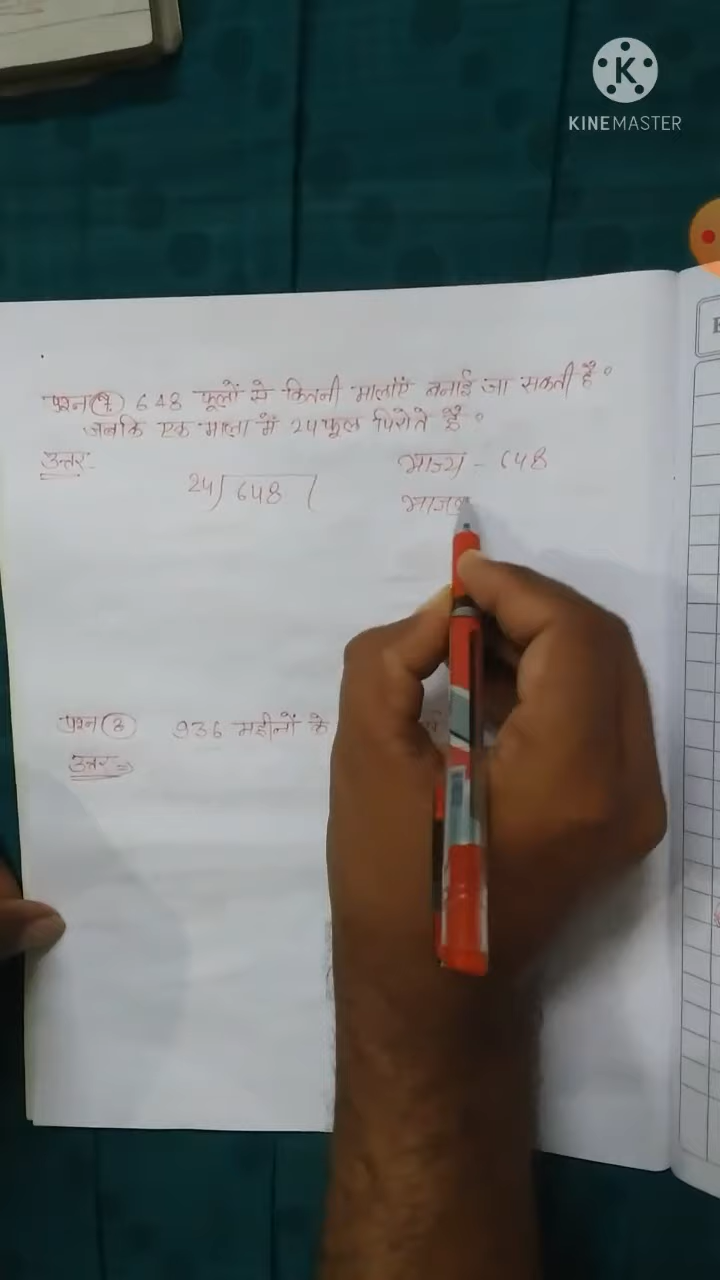 KINEMASTER
प्रश्न 7. 648 फूलों से कितनी मालाएं बनाई जा सकती है॰
जबकि एक माला में 24 फूल पिरोते है॰
उत्तर
24) 648 (
भाज्य - 648
भाजक
प्रश्न 8 936 महीनों के
उत्तर ⇒